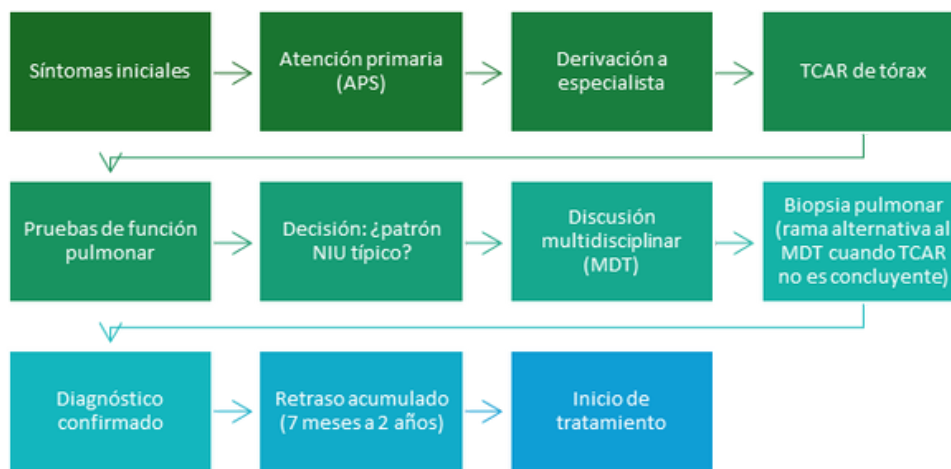 Síntomas iniciales
Atención primaria
(APS)
Derivación a
especialista
TCAR de tórax
Pruebas de función
pulmonar
Decisión: ¿patrón
NIU típico?
Discusión
multidisciplinar
(MDT)
Biopsia pulmonar
(rama alternativa al
MDT cuando TCAR
no es concluyente)
Diagnóstico
confirmado
Retraso acumulado
(7 meses a 2 años)
Inicio de
tratamiento